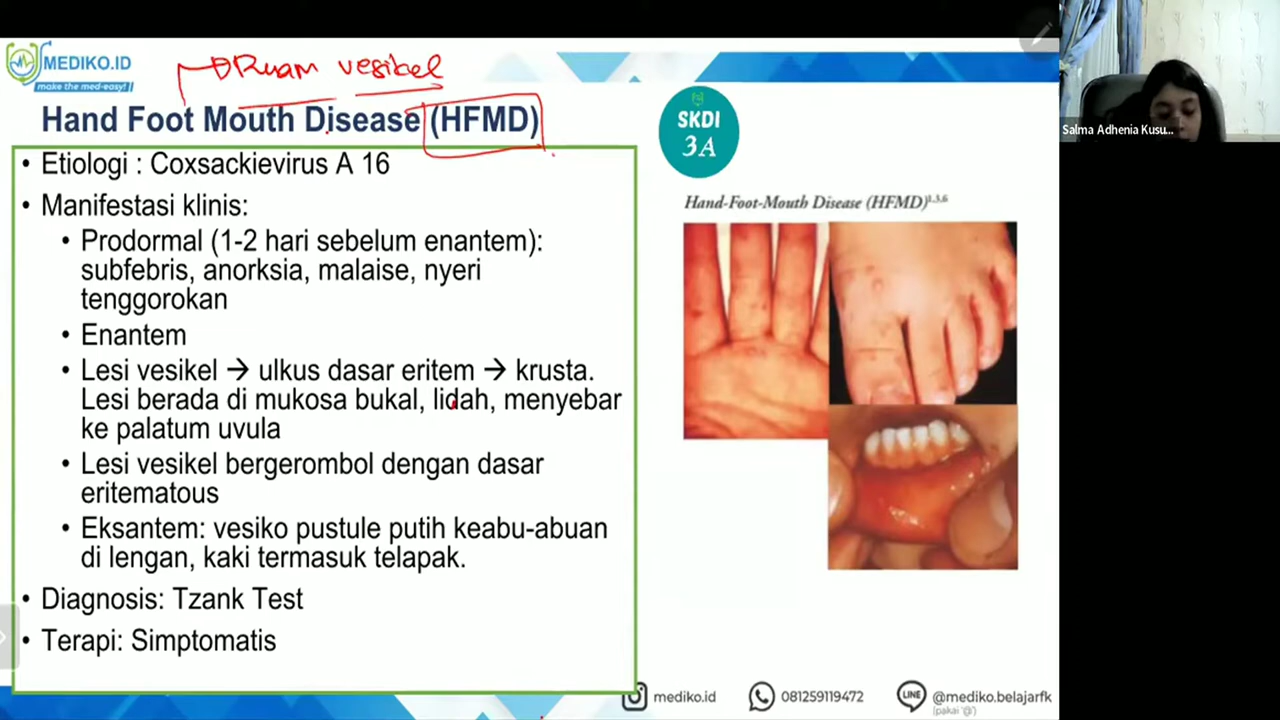 MEDIKO.ID
make the med-easy!
Ruam vesikel
Hand Foot Mouth Disease (HFMD)
• Etiologi : Coxsackievirus A 16
• Manifestasi klinis:
• Prodormal (1-2 hari sebelum enantem):
subfebris, anorksia, malaise, nyeri
tenggorokan
• Enantem
• Lesi vesikel → ulkus dasar eritem → krusta.
Lesi berada di mukosa bukal, lidah, menyebar
ke palatum uvula
• Lesi vesikel bergerombol dengan dasar
eritematous
• Eksantem: vesiko pustule putih keabu-abuan
di lengan, kaki termasuk telapak.
• Diagnosis: Tzank Test
• Terapi: Simptomatis
SKDI
3A
Hand-Foot-Mouth Disease (HFMD)1,3,6
Salma Adhenia Kusu...
mediko.id
081259119472
LINE
@mediko.belajarfk
(pakai '@')